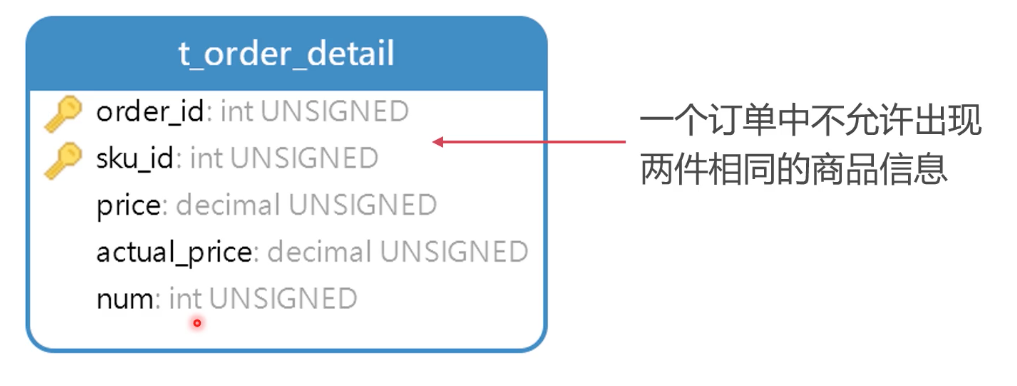 t_order_detail
order_id: int UNSIGNED
sku_id: int UNSIGNED
price: decimal UNSIGNED
actual_price: decimal UNSIGNED
num: int UNSIGNED
一个订单中不允许出现
两件相同的商品信息